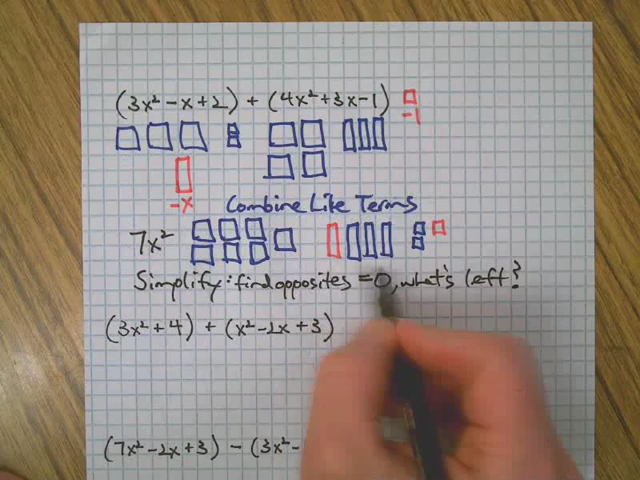 (3x² - x + 2) + (4x² + 3x - 1)
-1
-x
Combine Like Terms
7x²
Simplify: find opposites = 0, what's left?
(3x² + 4) + (x² - 2x + 3)
(7x² - 2x + 3) - (3x² -